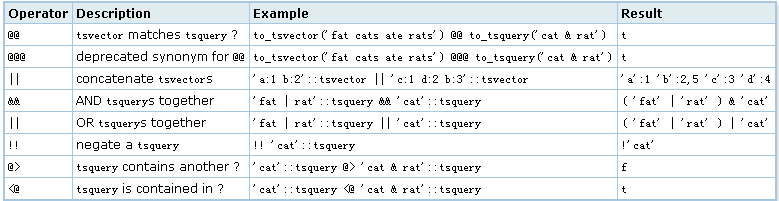 Operator Description Example Result
@@ tsvector matches tsquery ? to_tsvector('fat cats ate rats') @@ to_tsquery('cat & rat') t
@@@ deprecated synonym for @@ to_tsvector('fat cats ate rats') @@@ to_tsquery('cat & rat') t
|| concatenate tsvectors 'a:1 b:2'::tsvector || 'c:1 d:2 b:3'::tsvector 'a':1 'b':2,5 'c':3 'd':4
&& AND tsquerys together 'fat | rat'::tsquery && 'cat'::tsquery ( 'fat' | 'rat' ) & 'cat'
|| OR tsquerys together 'fat | rat'::tsquery || 'cat'::tsquery ( 'fat' | 'rat' ) | 'cat'
!! negate a tsquery !! 'cat'::tsquery !'cat'
@> tsquery contains another ? 'cat'::tsquery @> 'cat & rat'::tsquery f
<@ tsquery is contained in ? 'cat'::tsquery <@ 'cat & rat'::tsquery t